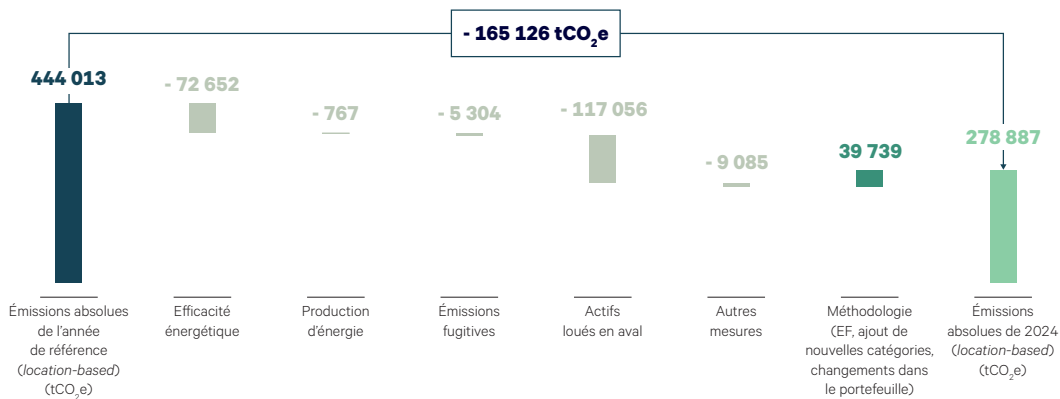 - 165 126 tCO₂e
444 013
- 72 652
- 767
- 5 304
- 117 056
- 9 085
39 739
278 887
Émissions absolues
de l'année
de référence
(location-based)
(tCO₂e)
Efficacité
énergétique
Production
d'énergie
Émissions
fugitives
Actifs
loués en aval
Autres
mesures
Méthodologie
(EF, ajout de
nouvelles catégories,
changements dans
le portefeuille)
Émissions
absolues de 2024
(location-based)
(tCO₂e)